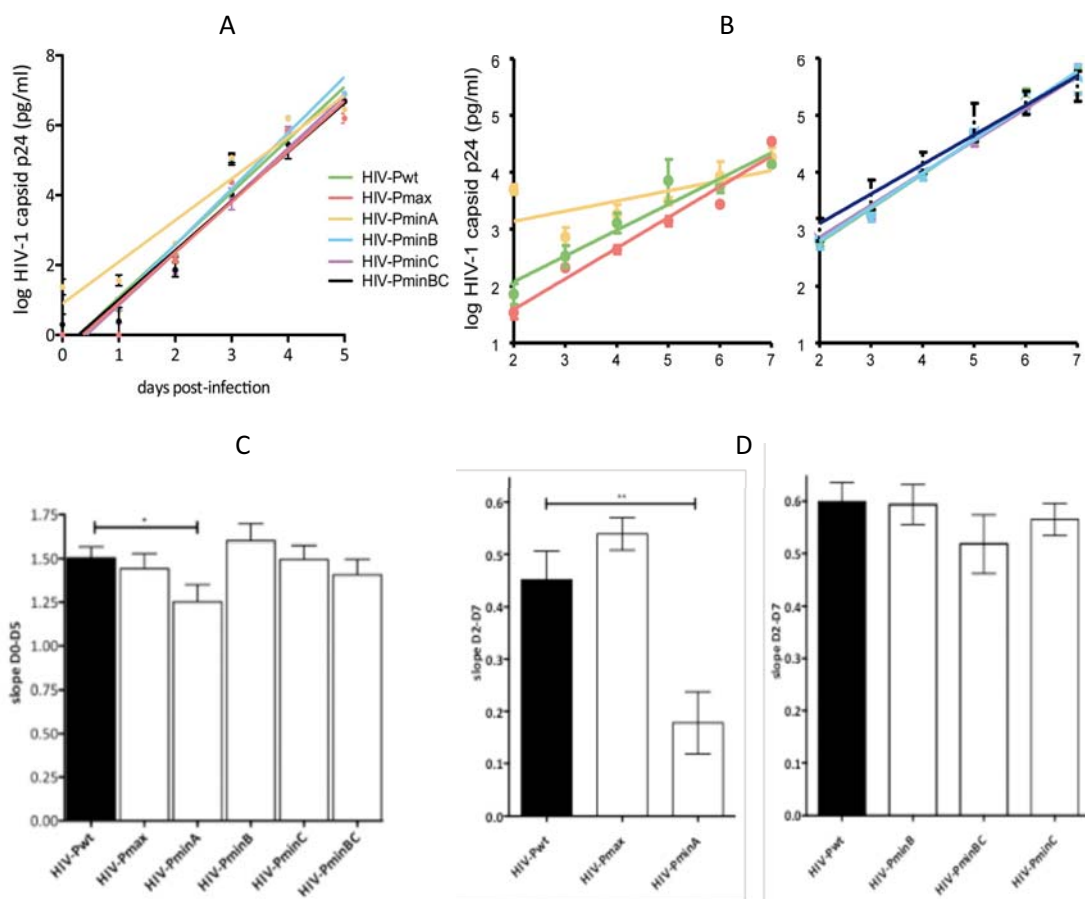 A
log HIV-1 capsid p24 (pg/ml)
8
6
4
2
0
0 1 2 3 4 5
days post-infection
HIV-Pwt
HIV-Pmax
HIV-PminA
HIV-PminB
HIV-PminC
HIV-PminBC
B
log HIV-1 capsid p24 (pg/ml)
6
5
4
3
2
1
2 3 4 5 6 7
6
5
4
3
2
1
2 3 4 5 6 7
C
slope D0-D5
1.75
1.50
1.25
1.00
0.75
0.50
0.25
0.00
*
HIV-Pwt
HIV-Pmax
HIV-PminA
HIV-PminB
HIV-PminC
HIV-PminBC
D
slope D2-D7
0.6
0.5
0.4
0.3
0.2
0.1
0.0
**
HIV-Pwt
HIV-Pmax
HIV-PminA
slope D2-D7
0.6
0.5
0.4
0.3
0.2
0.1
0.0
HIV-Pwt
HIV-PminB
HIV-PminBC
HIV-PminC